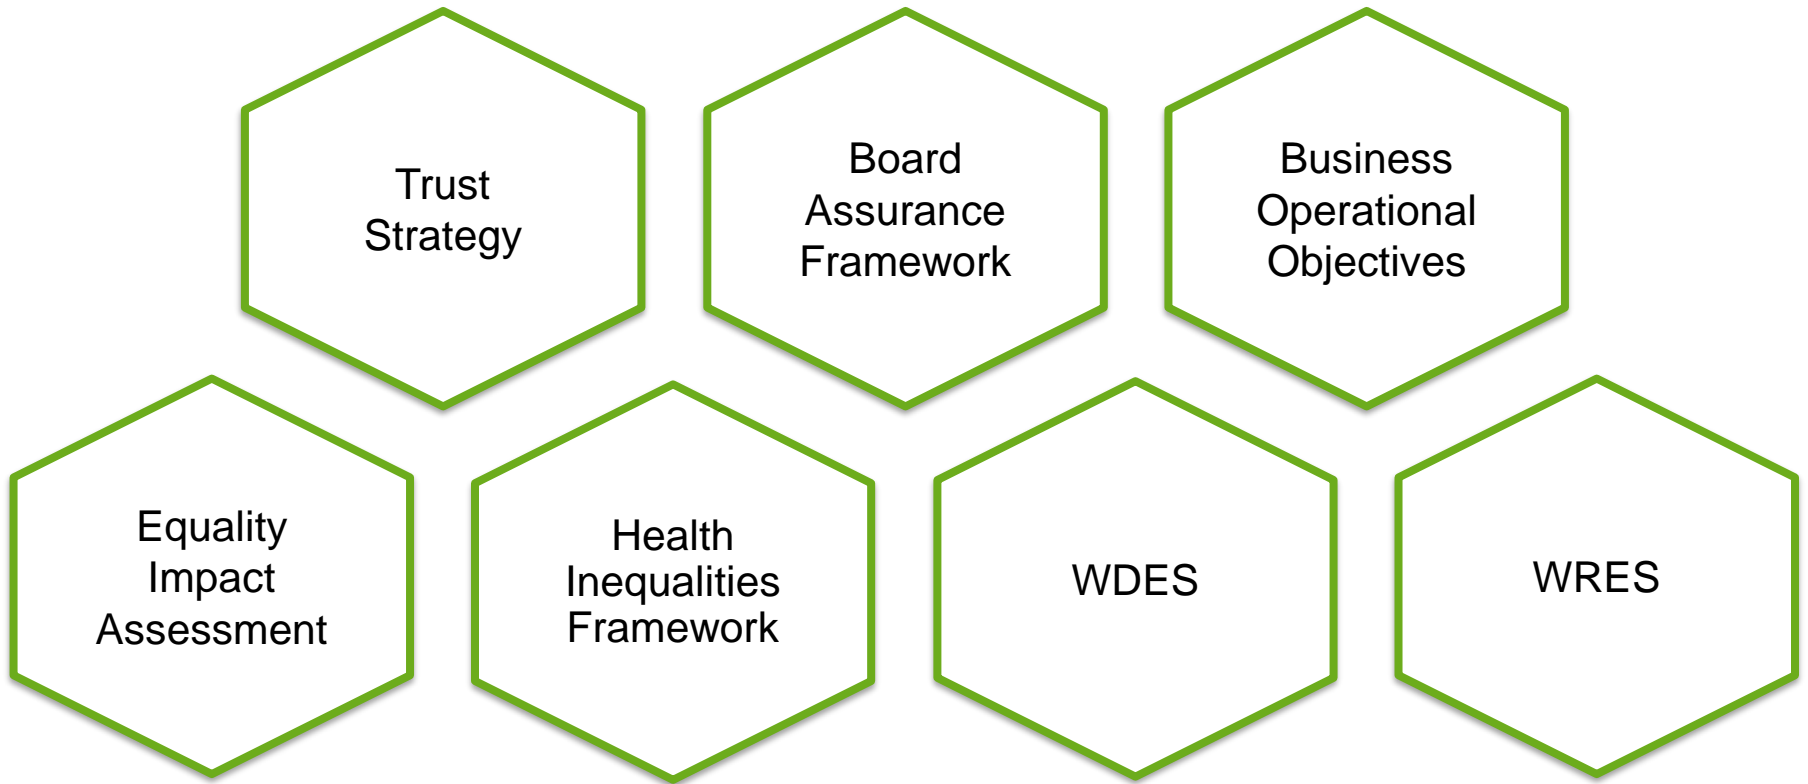 Trust
Strategy
Board
Assurance
Framework
Business
Operational
Objectives
Equality
Impact
Assessment
Health
Inequalities
Framework
WDES
WRES